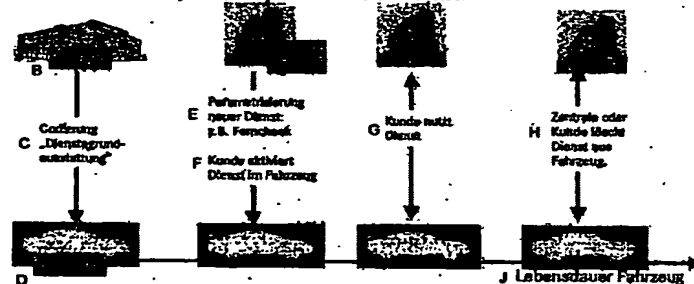 B
C Codierung
„Dienstegrund-
ausstattung"
D
E Parametrisierung
neuer Dienst:
z.B. Ferncheck
F Kunde aktiviert
Dienst im Fahrzeug
G Kunde nutzt
Dienst
H Zentrale oder
Kunde löscht
Dienst aus
Fahrzeug.
J Lebensdauer Fahrzeug